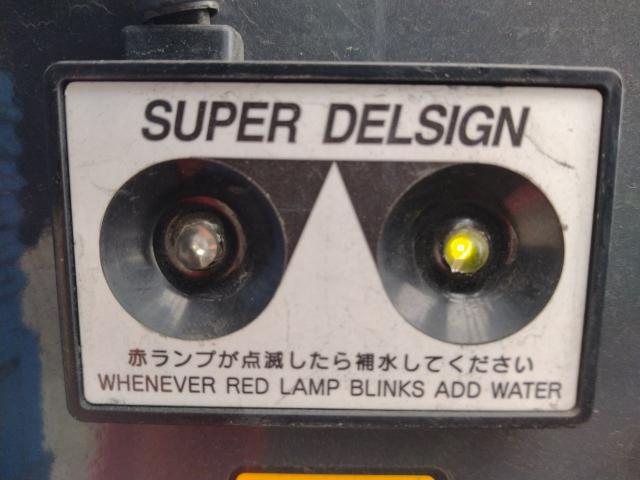 SUPER DELSIGN
赤ランプが点滅したら補水してください
WHENEVER RED LAMP BLINKS ADD WATER